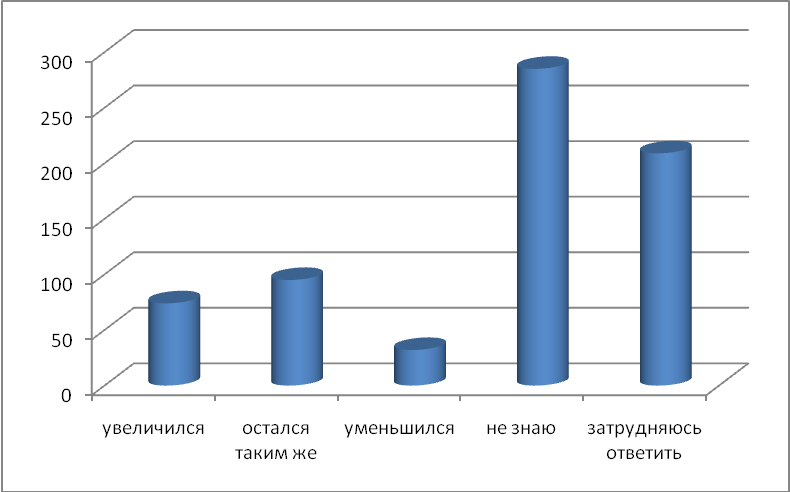 300
250
200
150
100
50
0
увеличился
остался
таким же
уменьшился
не знаю
затрудняюсь
ответить